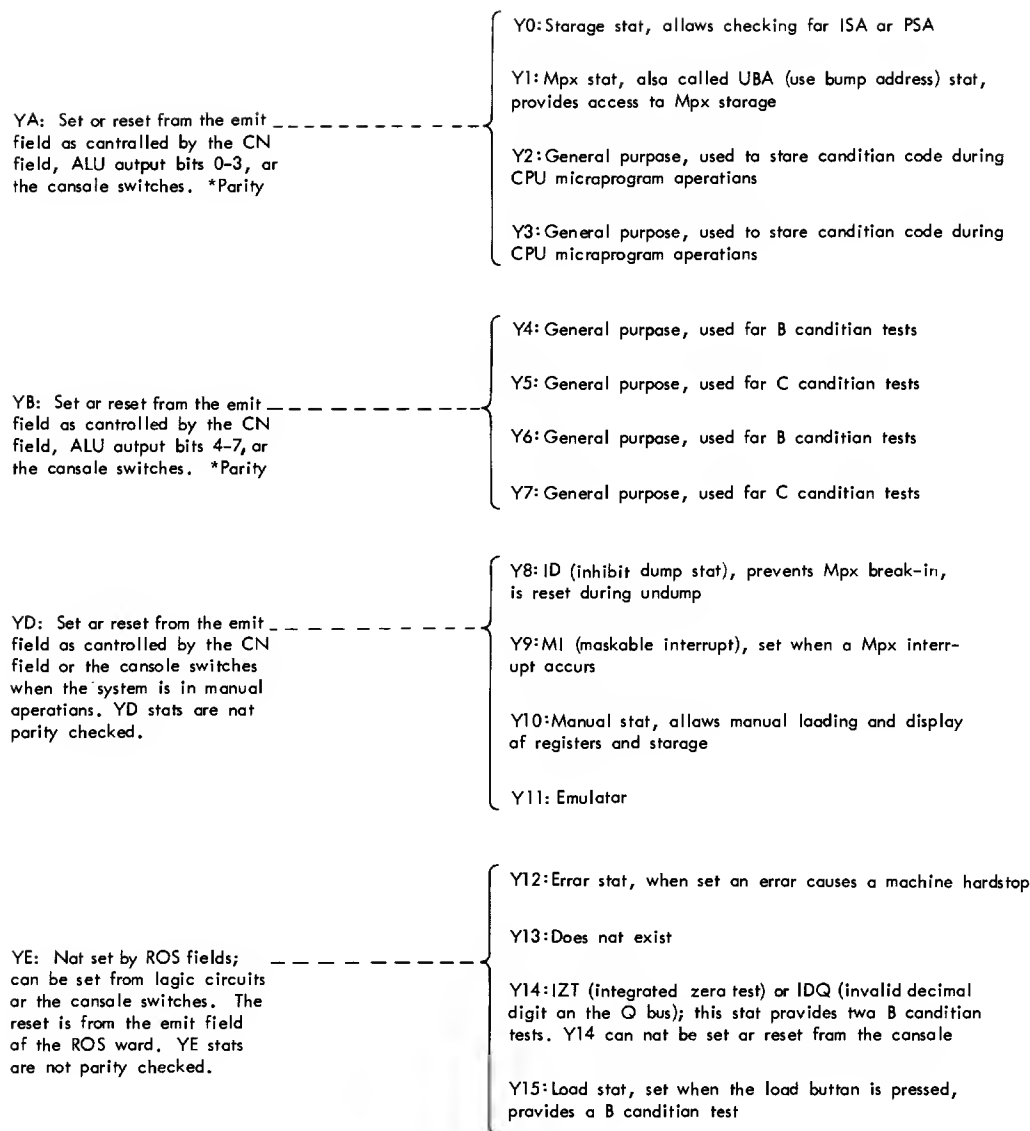 YA: Set or reset from the emit
field as controlled by the CN
field, ALU output bits 0-3, or
the console switches. *Parity
Y0: Storage stat, allows checking for ISA or PSA
Y1: Mpx stat, also called UBA (use bump address) stat,
provides access to Mpx storage
Y2: General purpose, used to store condition code during
CPU microprogram operations
Y3: General purpose, used to store condition code during
CPU microprogram operations
YB: Set or reset from the emit
field as controlled by the CN
field, ALU output bits 4-7, or
the console switches. *Parity
Y4: General purpose, used for B condition tests
Y5: General purpose, used for C condition tests
Y6: General purpose, used for B condition tests
Y7: General purpose, used for C condition tests
YD: Set or reset from the emit
field as controlled by the CN
field or the console switches
when the system is in manual
operations. YD stats are not
parity checked.
Y8: ID (inhibit dump stat), prevents Mpx break-in,
is reset during undump
Y9: MI (maskable interrupt), set when a Mpx interr-
upt occurs
Y10: Manual stat, allows manual loading and display
of registers and storage
Y11: Emulator
YE: Not set by ROS fields;
can be set from logic circuits
or the console switches. The
reset is from the emit field
of the ROS word. YE stats
are not parity checked.
Y12: Error stat, when set an error causes a machine hardstop
Y13: Does not exist
Y14: IZT (integrated zero test) or IDQ (invalid decimal
digit on the Q bus); this stat provides two B condition
tests. Y14 can not be set or reset from the console
Y15: Load stat, set when the load button is pressed,
provides a B condition test